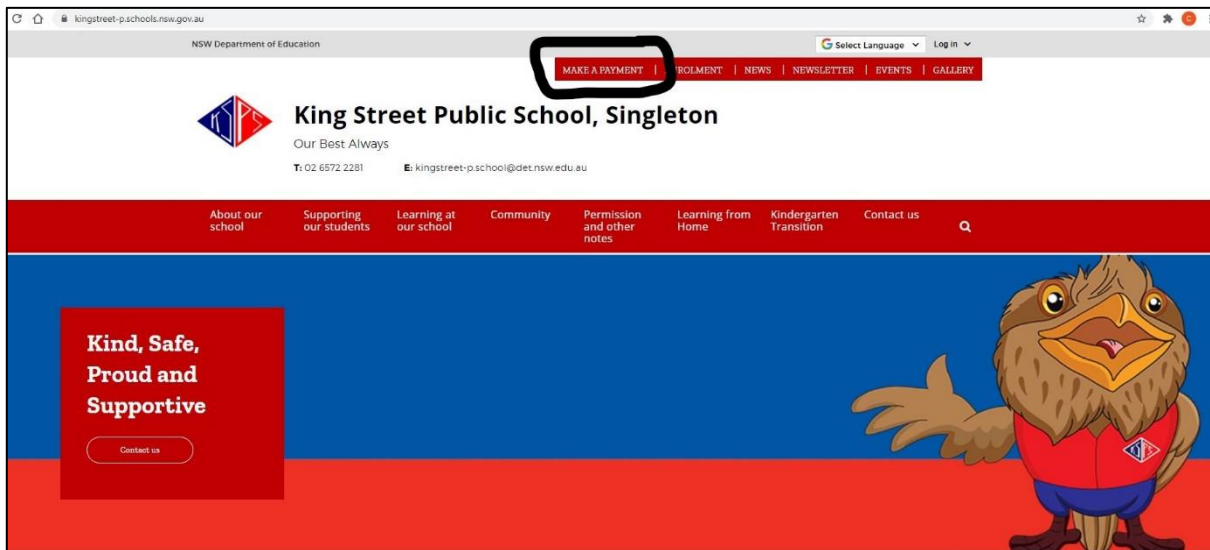 kingstreet-p.schools.nsw.gov.au
C
NSW Department of Education
G Select Language
Log in
MAKE A PAYMENT | ROLMENT | NEWS | NEWSLETTER | EVENTS | GALLERY
KSPS
King Street Public School, Singleton
Our Best Always
T: 02 6572 2281 E: kingstreet-p.school@det.nsw.edu.au
About our school
Supporting our students
Learning at our school
Community
Permission and other notes
Learning from Home
Kindergarten Transition
Contact us
Kind, Safe,
Proud and
Supportive
Contact us
KSPS